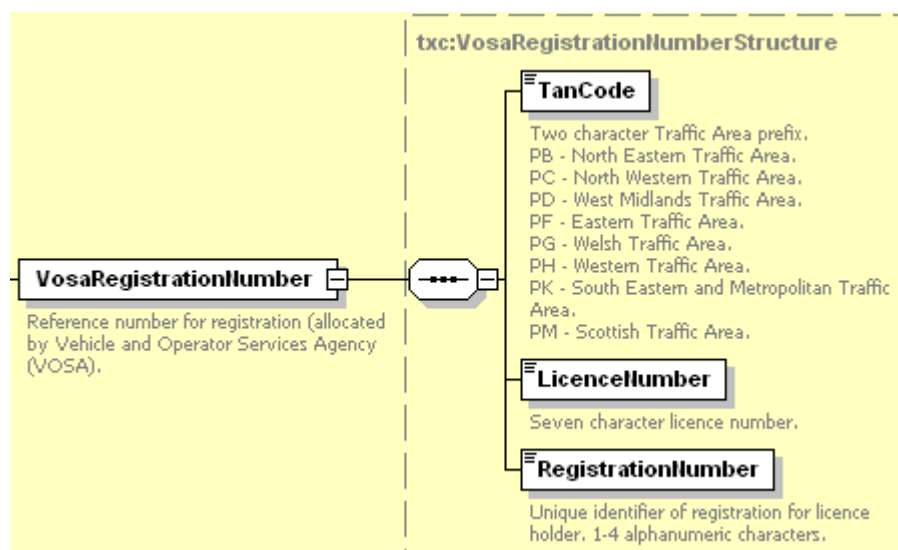 txc:VosaRegistrationNumberStructure
TanCode
Two character Traffic Area prefix.
PB - North Eastern Traffic Area.
PC - North Western Traffic Area.
PD - West Midlands Traffic Area.
PF - Eastern Traffic Area.
PG - Welsh Traffic Area.
PH - Western Traffic Area.
PK - South Eastern and Metropolitan Traffic
Area.
PM - Scottish Traffic Area.
VosaRegistrationNumber
Reference number for registration (allocated
by Vehicle and Operator Services Agency
(VOSA).
LicenceNumber
Seven character licence number.
RegistrationNumber
Unique identifier of registration for licence
holder. 1-4 alphanumeric characters.